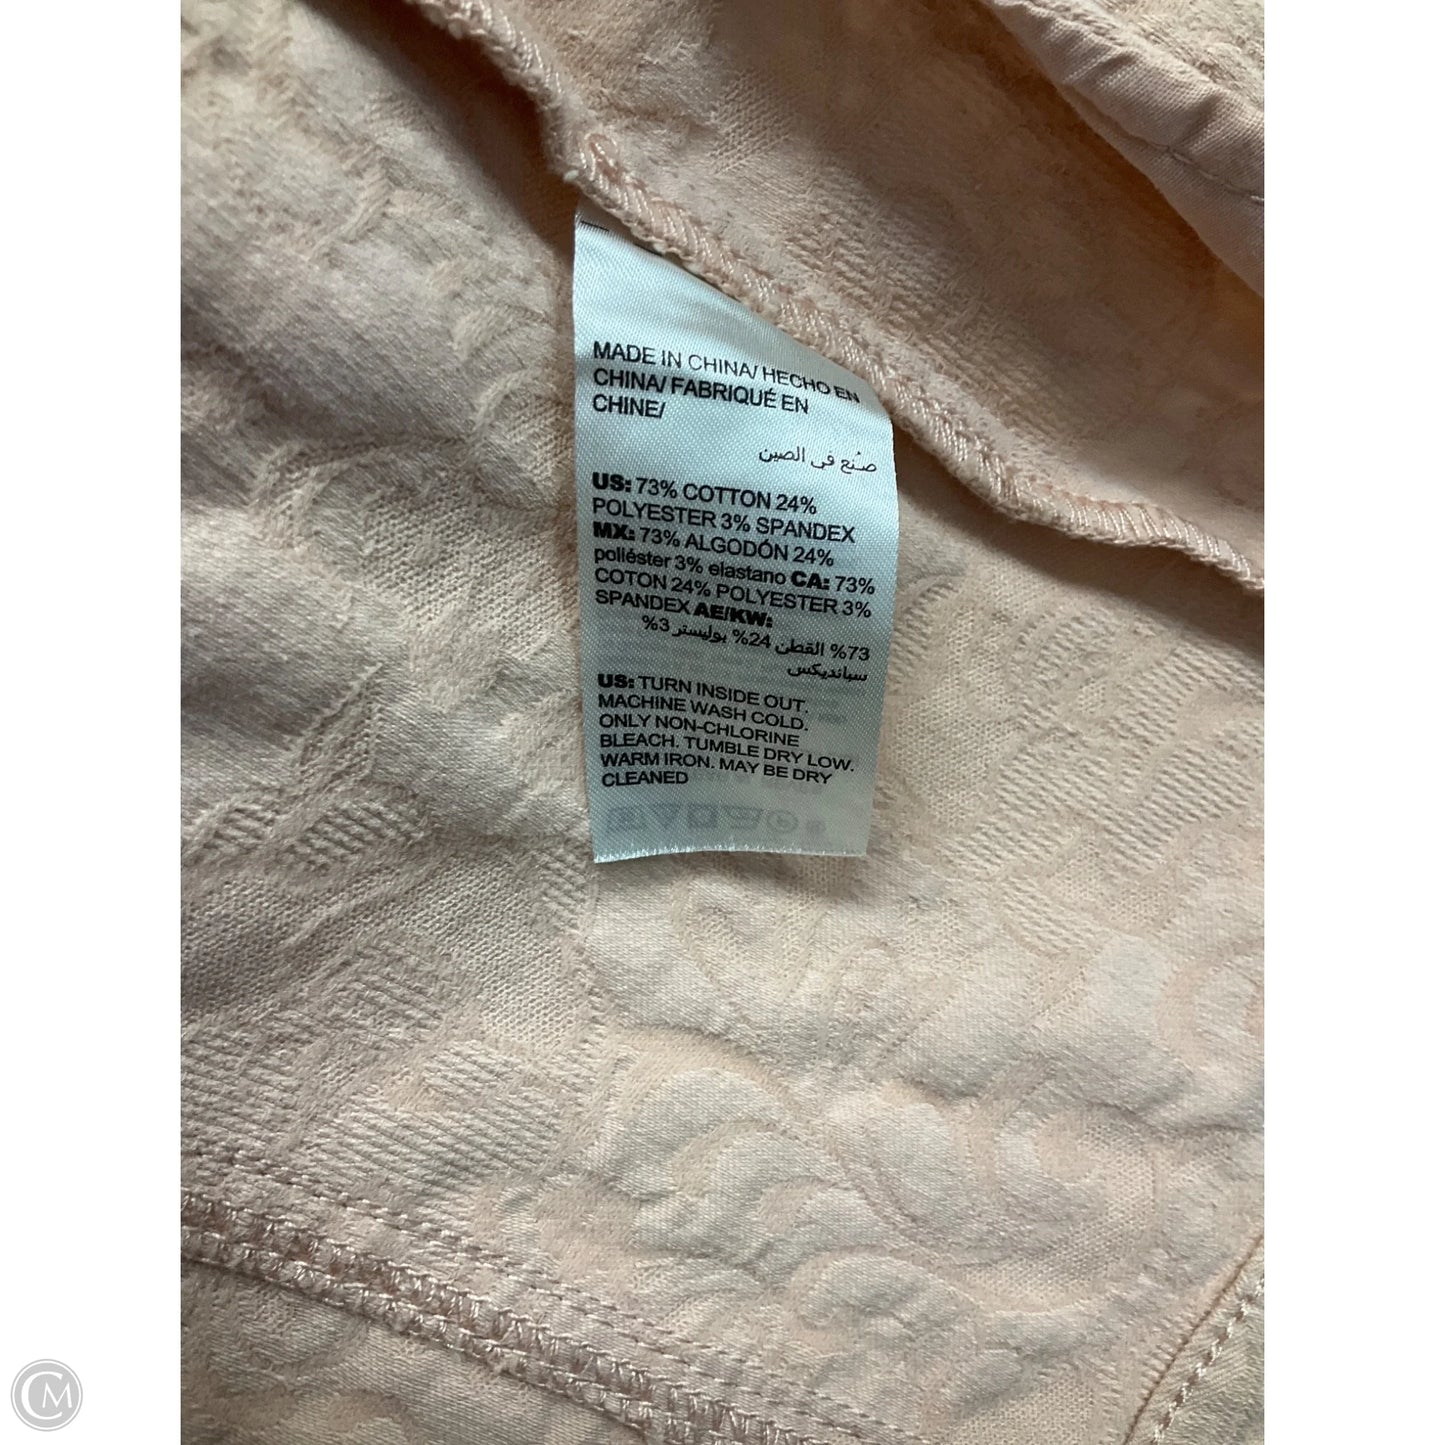 MADE IN CHINA/ HECHO EN
CHINA/ FABRIQUÉ EN
CHINE/
صُنع في الصين
US: 73% COTTON 24%
POLYESTER 3% SPANDEX
MX: 73% ALGODÓN 24%
poliéster 3% elastano CA: 73%
COTON 24% POLYESTER 3%
SPANDEX AE/KW:
73% القطن 24% بوليستر 3%
سباندیکس
US: TURN INSIDE OUT.
MACHINE WASH COLD.
ONLY NON-CHLORINE
BLEACH. TUMBLE DRY LOW.
WARM IRON. MAY BE DRY
CLEANED
CM